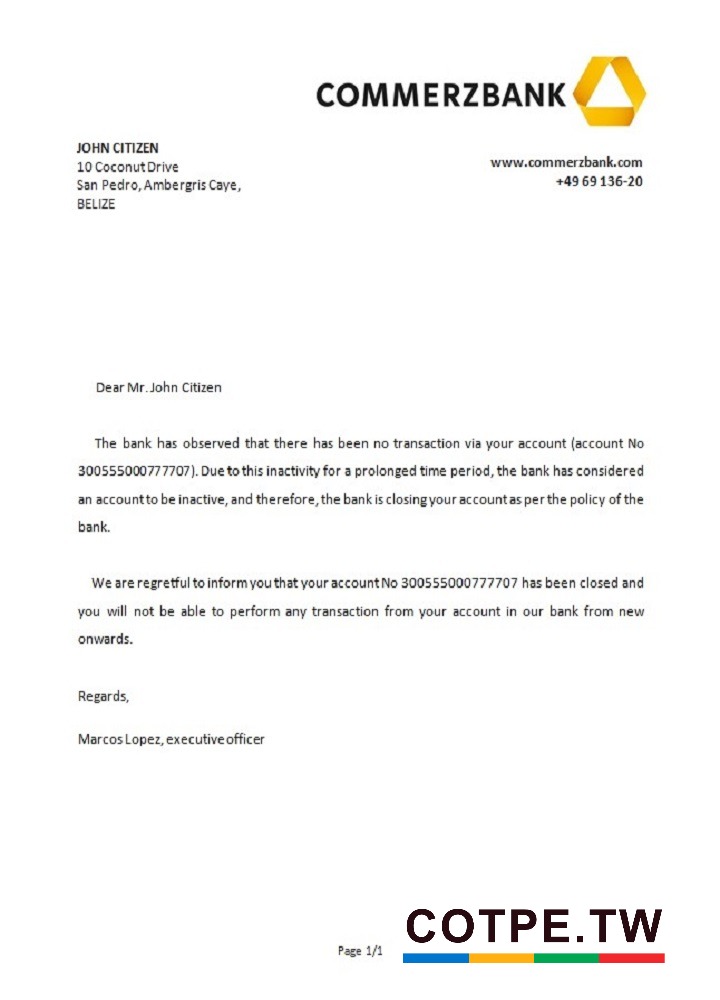 COMMERZBANK
JOHN CITIZEN
10 Coconut Drive
San Pedro, Ambergris Caye,
BELIZE
www.commerzbank.com
+49 69 136-20
Dear Mr. John Citizen
The bank has observed that there has been no transaction via your account (account No
300555000777707). Due to this inactivity for a prolonged time period, the bank has considered
an account to be inactive, and therefore, the bank is closing your account as per the policy of the
bank.
We are regretful to inform you that your account No 300555000777707 has been closed and
you will not be able to perform any transaction from your account in our bank from new
onwards.
Regards,
Marcos Lopez, executive officer
Page 1/1
COTPE.TW